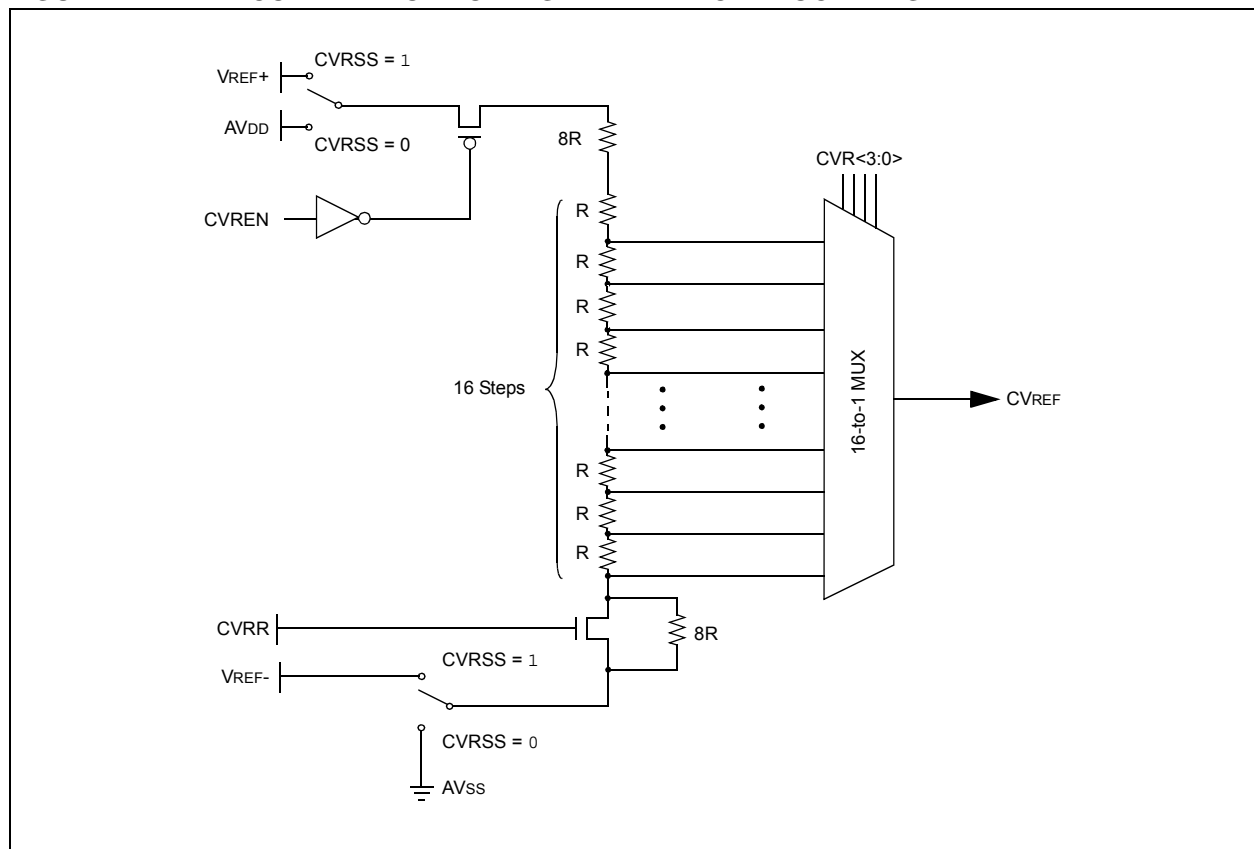 CVRSS = 1
VREF+
AVDD
CVRSS = 0
8R
CVR<3:0>
CVREN
R
R
R
R
16 Steps
16-to-1 MUX
CVREF
R
R
R
CVRR
8R
CVRSS = 1
VREF-
CVRSS = 0
AVSS